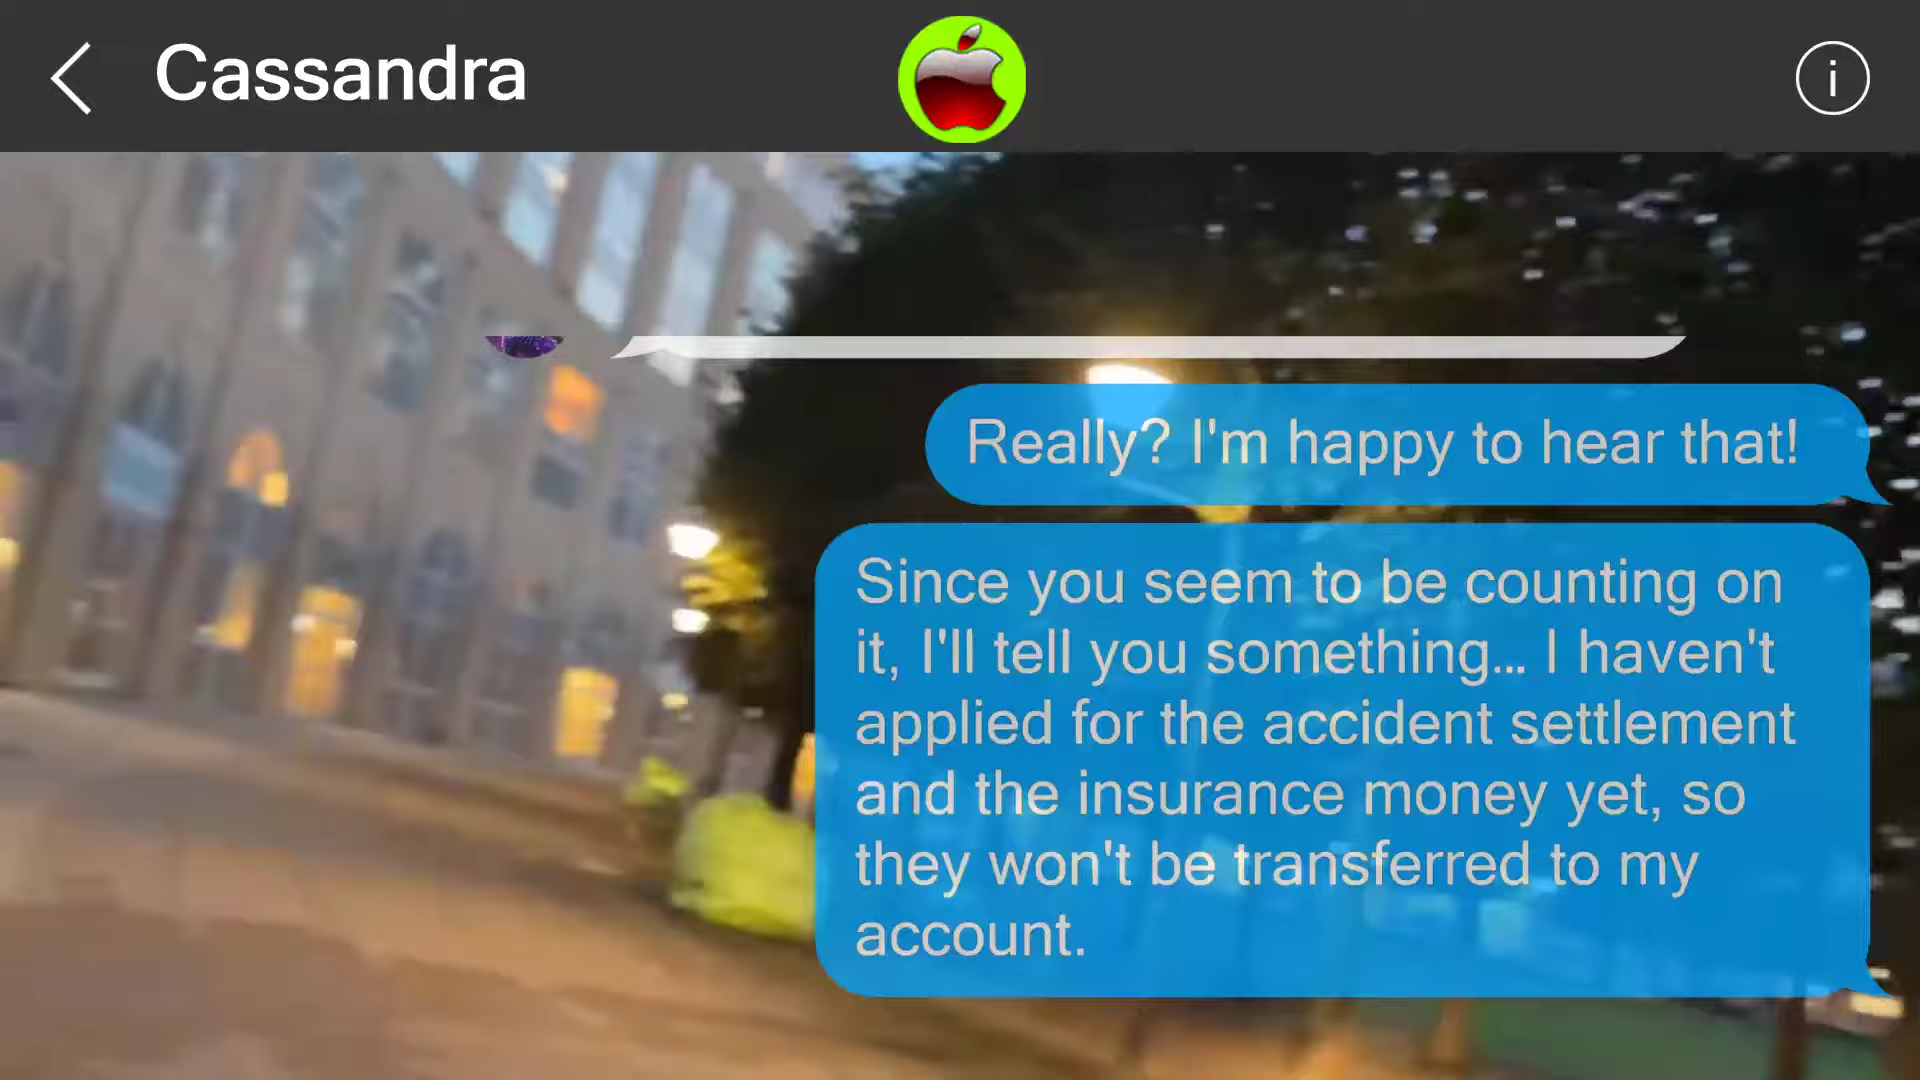 Cassandra
i
Really? I'm happy to hear that!
Since you seem to be counting on
it, I'll tell you something... I haven't
applied for the accident settlement
and the insurance money yet, so
they won't be transferred to my
account.